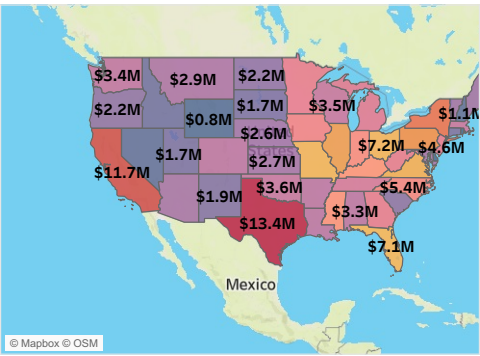 $3.4M
$2.9M
$2.2M
$2.2M
$0.8M
$1.7M
$3.5M
$1.1M
$2.6M
$7.2M
$4.6M
$1.7M
$2.7M
$11.7M
$1.9M
$3.6M
$5.4M
$13.4M
$3.3M
$7.1M
Mexico
© Mapbox © OSM